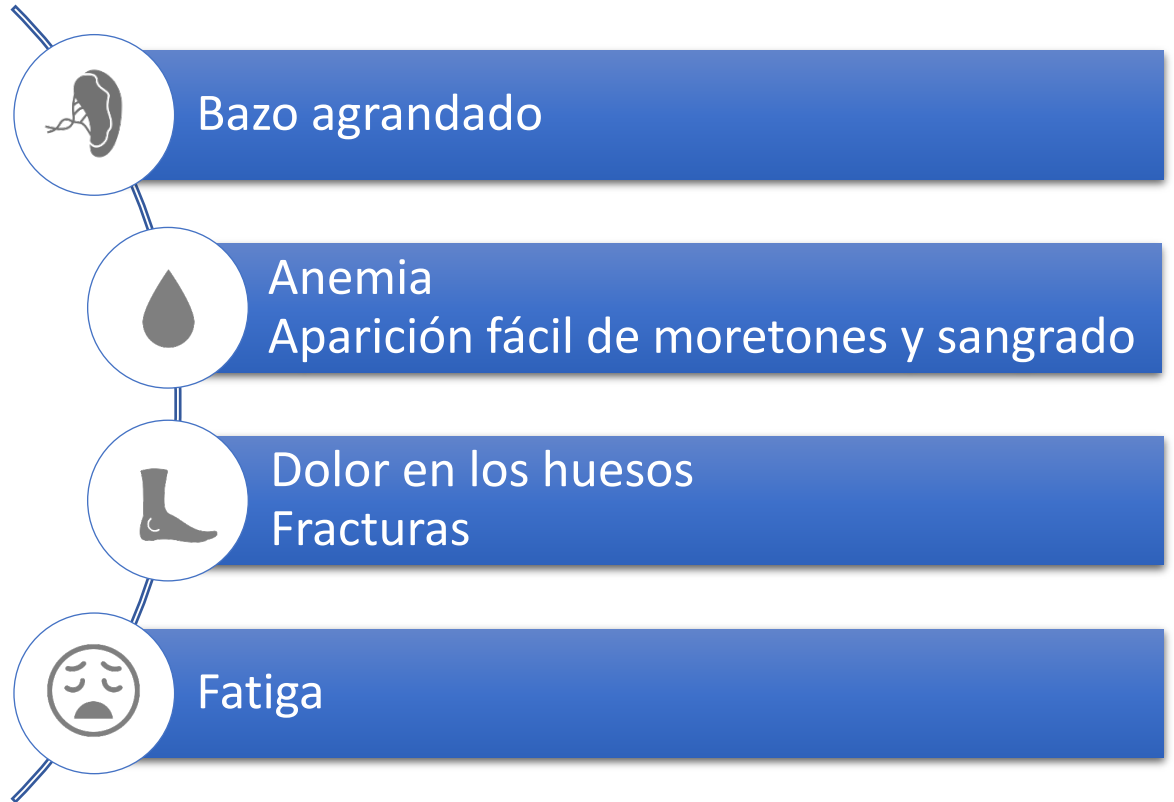 Bazo agrandado
Anemia
Aparición fácil de moretones y sangrado
Dolor en los huesos
Fracturas
Fatiga